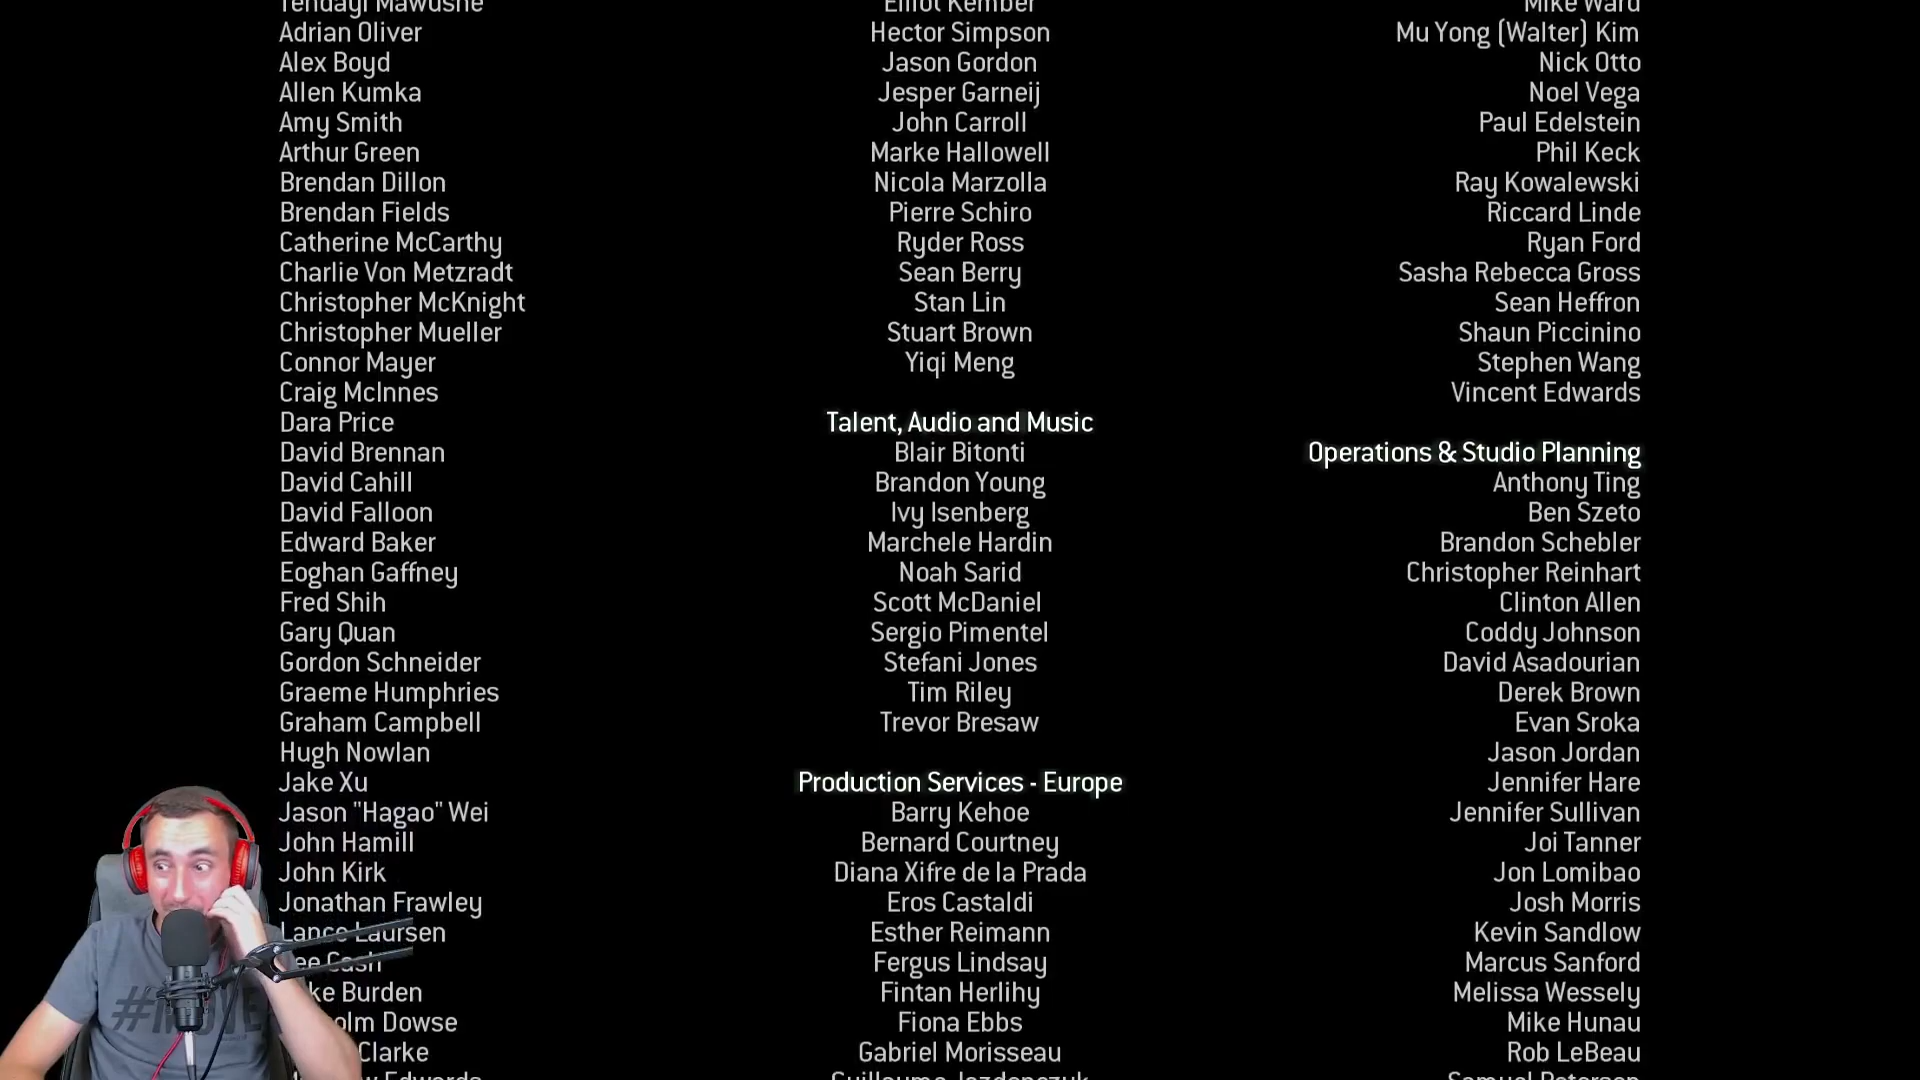 Tendayi Mawushe
Adrian Oliver
Alex Boyd
Allen Kumka
Amy Smith
Arthur Green
Brendan Dillon
Brendan Fields
Catherine McCarthy
Charlie Von Metzradt
Christopher McKnight
Christopher Mueller
Connor Mayer
Craig McInnes
Dara Price
David Brennan
David Cahill
David Falloon
Edward Baker
Eoghan Gaffney
Fred Shih
Gary Quan
Gordon Schneider
Graeme Humphries
Graham Campbell
Hugh Nowlan
Jake Xu
Jason "Hagao" Wei
John Hamill
John Kirk
Jonathan Frawley
Lance Laursen
Cash
Burden
Dowse
Clarke
Edwards
Elliot Kember
Hector Simpson
Jason Gordon
Jesper Garneij
John Carroll
Marke Hallowell
Nicola Marzolla
Pierre Schiro
Ryder Ross
Sean Berry
Stan Lin
Stuart Brown
Yiqi Meng
Talent, Audio and Music
Blair Bitonti
Brandon Young
Ivy Isenberg
Marchele Hardin
Noah Sarid
Scott McDaniel
Sergio Pimentel
Stefani Jones
Tim Riley
Trevor Bresaw
Production Services - Europe
Barry Kehoe
Bernard Courtney
Diana Xifre de la Prada
Eros Castaldi
Esther Reimann
Fergus Lindsay
Fintan Herlihy
Fiona Ebbs
Gabriel Morisseau
Guillaume
Mike Ward
Mu Yong (Walter) Kim
Nick Otto
Noel Vega
Paul Edelstein
Phil Keck
Ray Kowalewski
Riccard Linde
Ryan Ford
Sasha Rebecca Gross
Sean Heffron
Shaun Piccinino
Stephen Wang
Vincent Edwards
Operations & Studio Planning
Anthony Ting
Ben Szeto
Brandon Schebler
Christopher Reinhart
Clinton Allen
Coddy Johnson
David Asadourian
Derek Brown
Evan Sroka
Jason Jordan
Jennifer Hare
Jennifer Sullivan
Joi Tanner
Jon Lomibao
Josh Morris
Kevin Sandlow
Marcus Sanford
Melissa Wessely
Mike Hunau
Rob LeBeau
Samuel